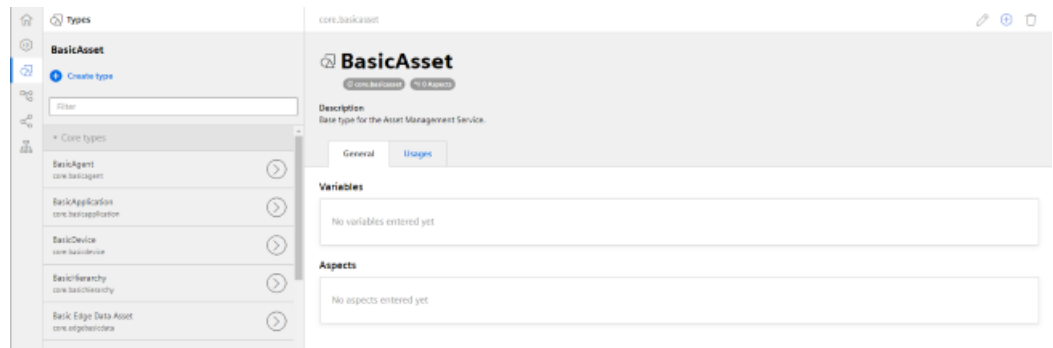 Types
BasicAsset
Create type
Filter
Core types
BasicAgent
core.basicagent
BasicApplication
core.basicapplication
BasicDevice
core.basicdevice
BasicHierarchy
core.basichierarchy
Basic Edge Data Asset
core.edgebasicdata
core.basicasset
BasicAsset
core.basicasset
0 Aspects
Description
Base type for the Asset Management Service.
General
Usages
Variables
No variables entered yet
Aspects
No aspects entered yet